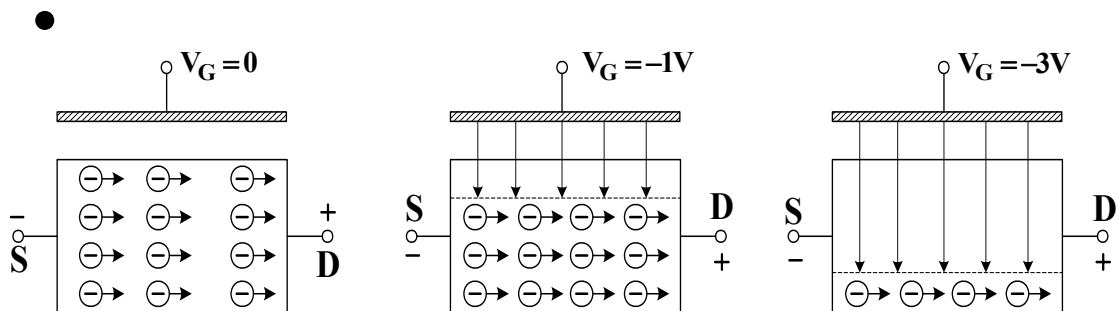 V_G = 0
V_G = −1V
V_G = −3V
− S
+ D
S −
D +
S −
D +
− − −
− − −
− − −
− − −
− − − −
− − − −
− − − −
− − − −